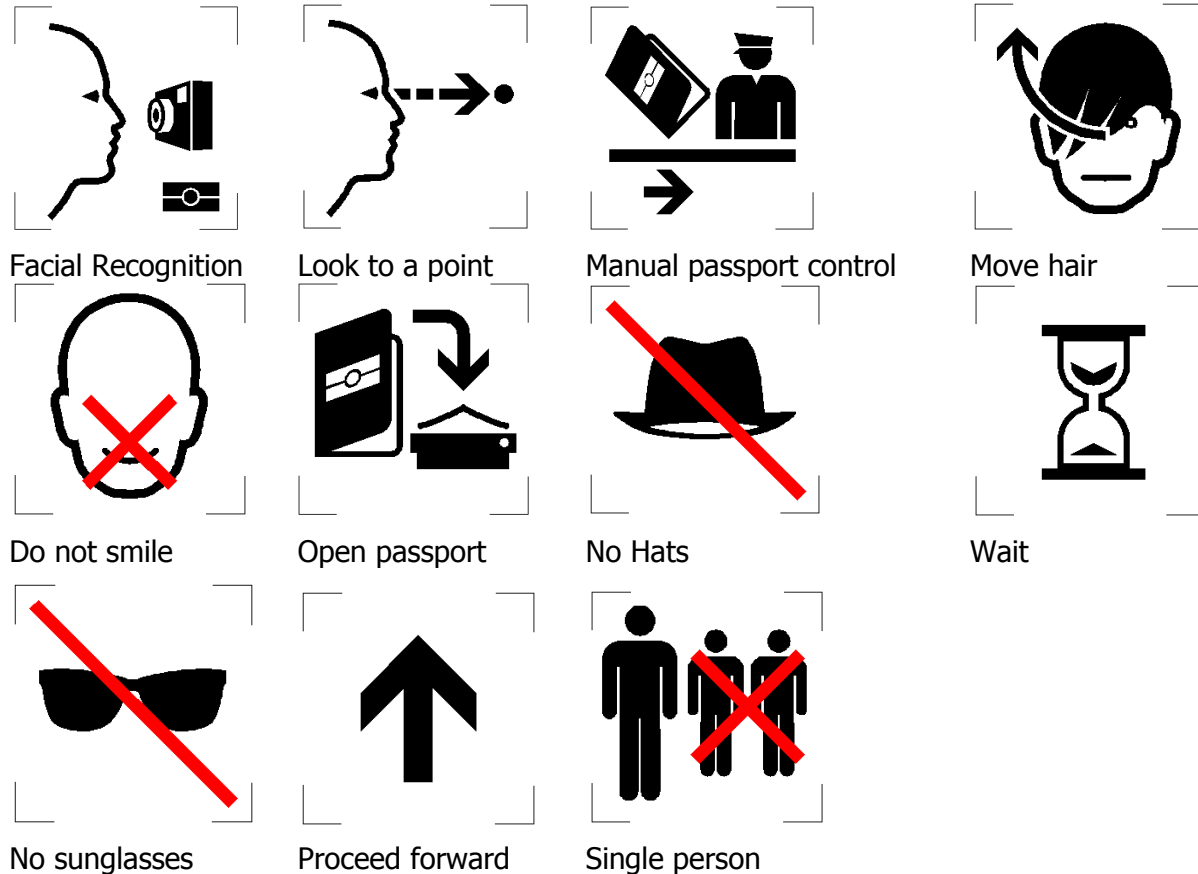 Facial Recognition
Look to a point
Manual passport control
Move hair
Do not smile
Open passport
No Hats
Wait
No sunglasses
Proceed forward
Single person